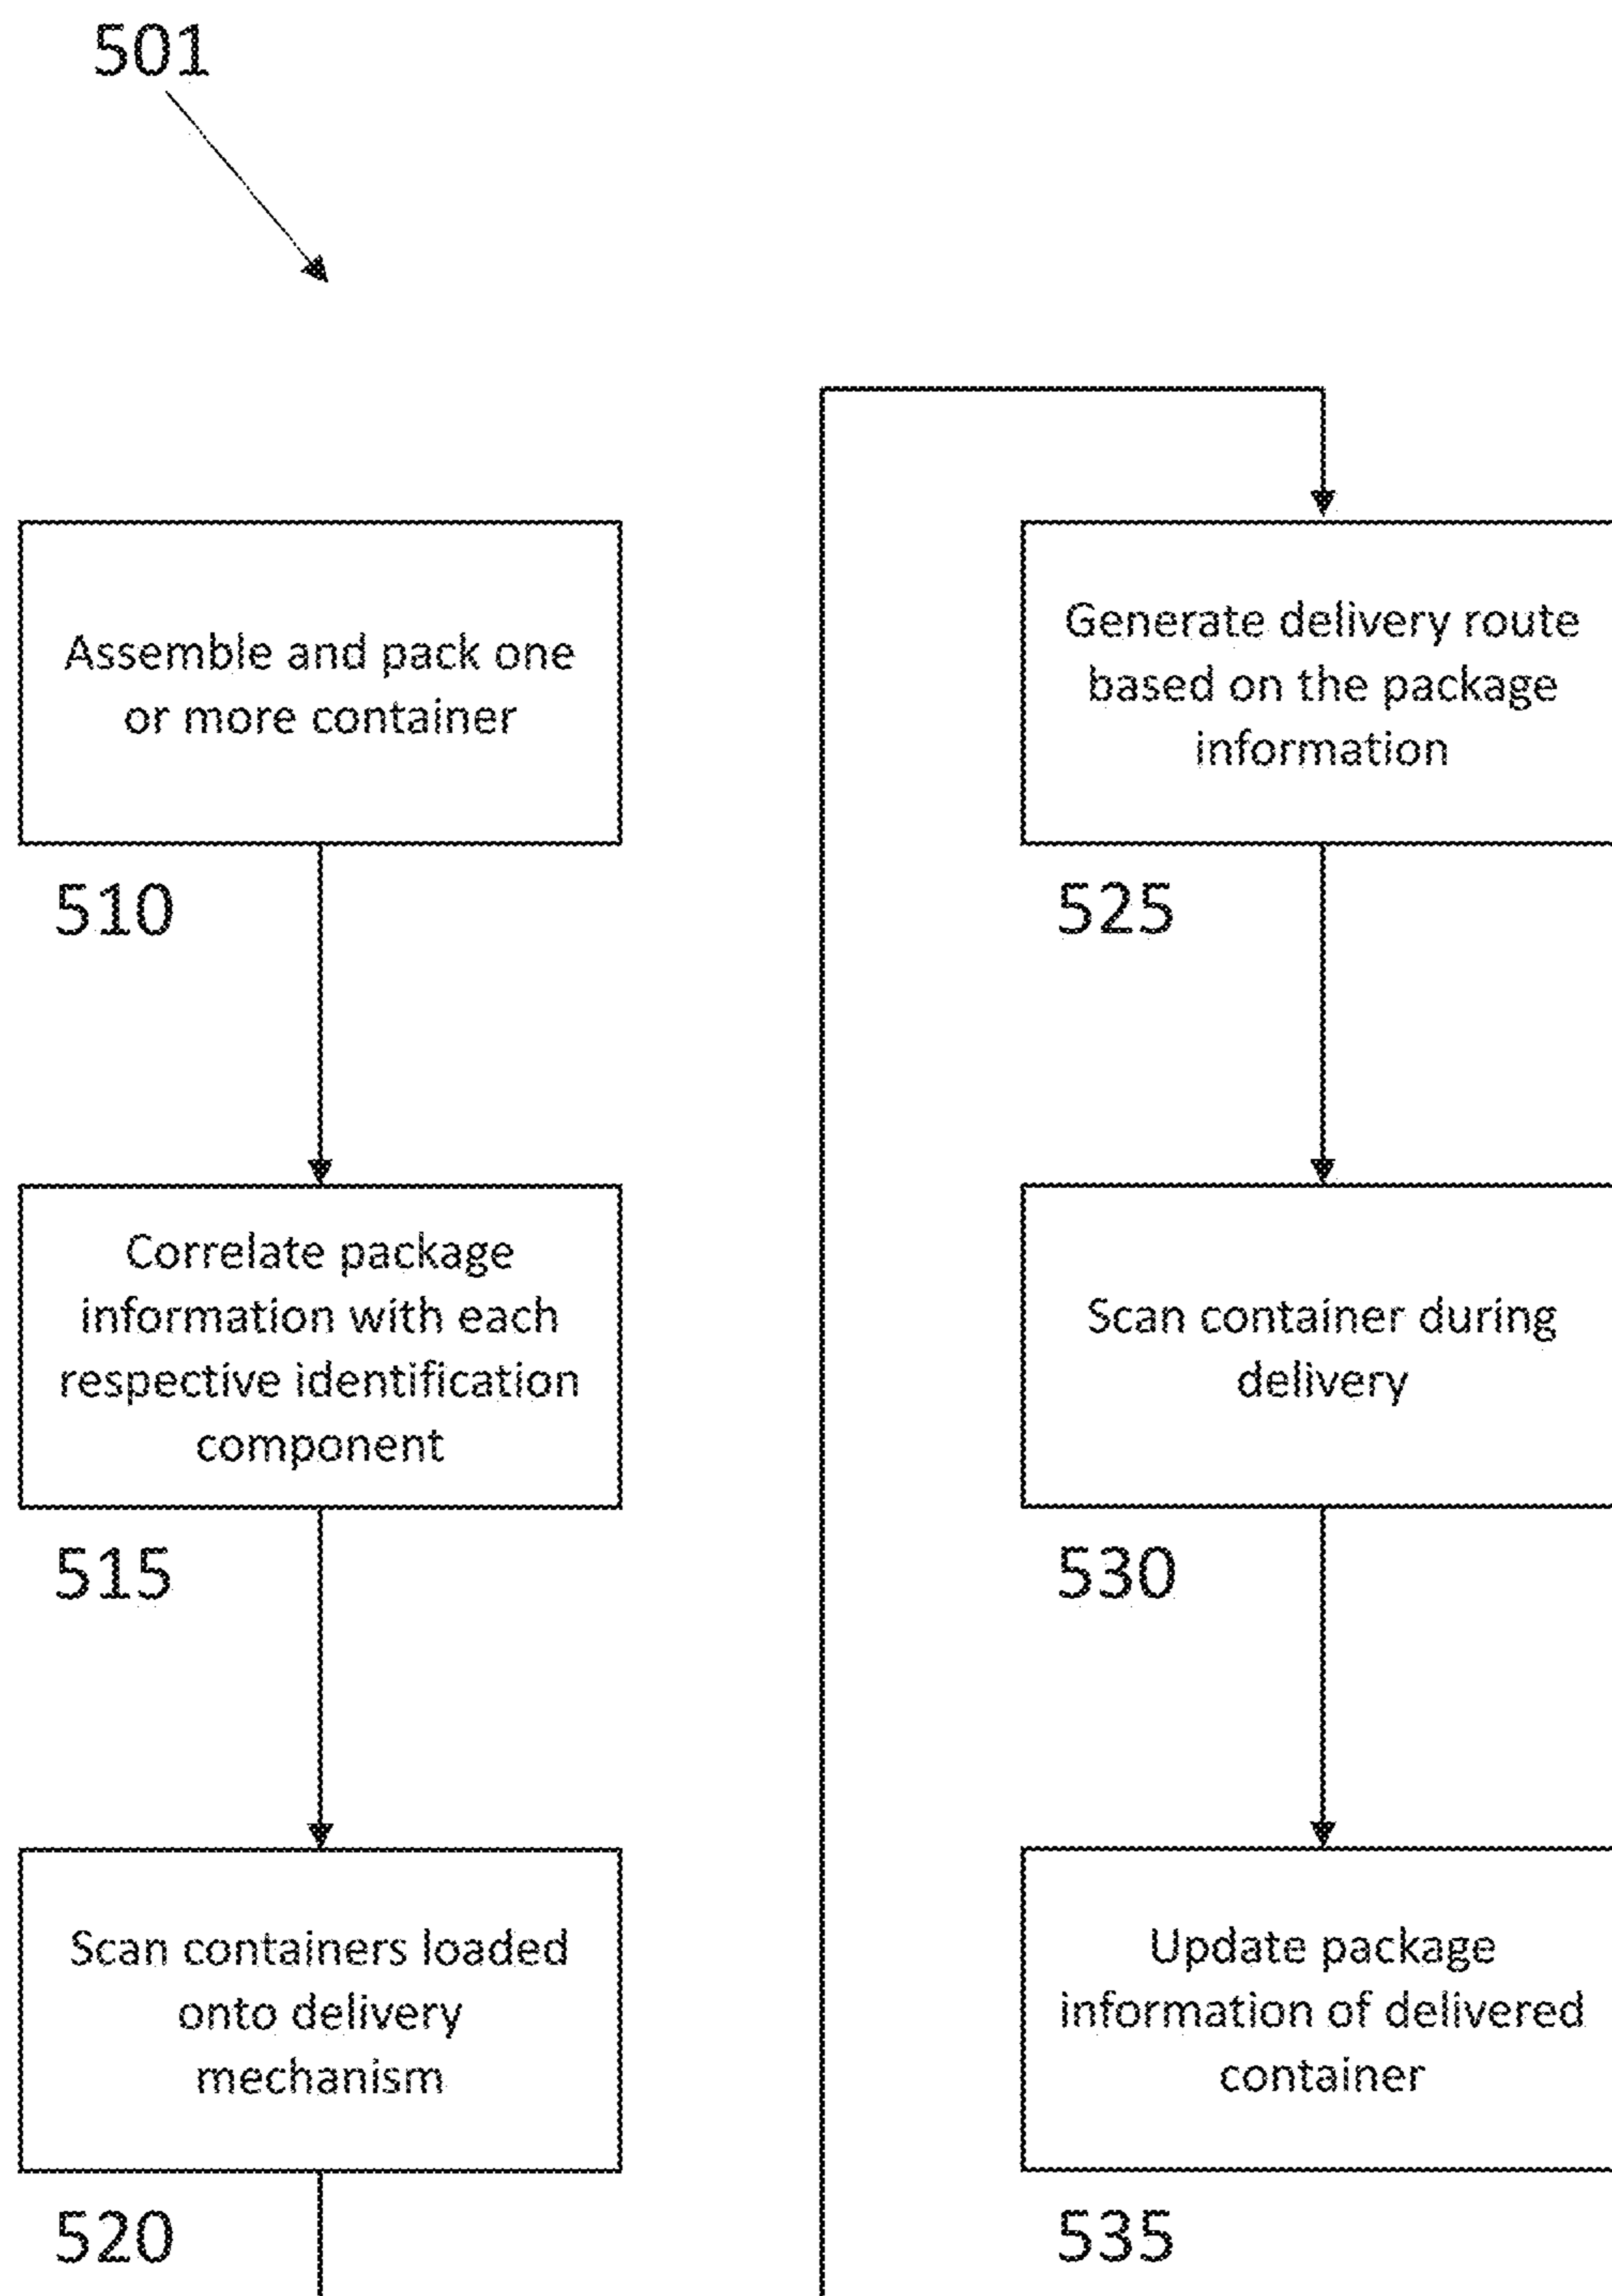 501
Assemble and pack one
or more container
510
Correlate package
information with each
respective identification
component
515
Scan containers loaded
onto delivery
mechanism
520
Generate delivery route
based on the package
information
525
Scan container during
delivery
530
Update package
information of delivered
container
535